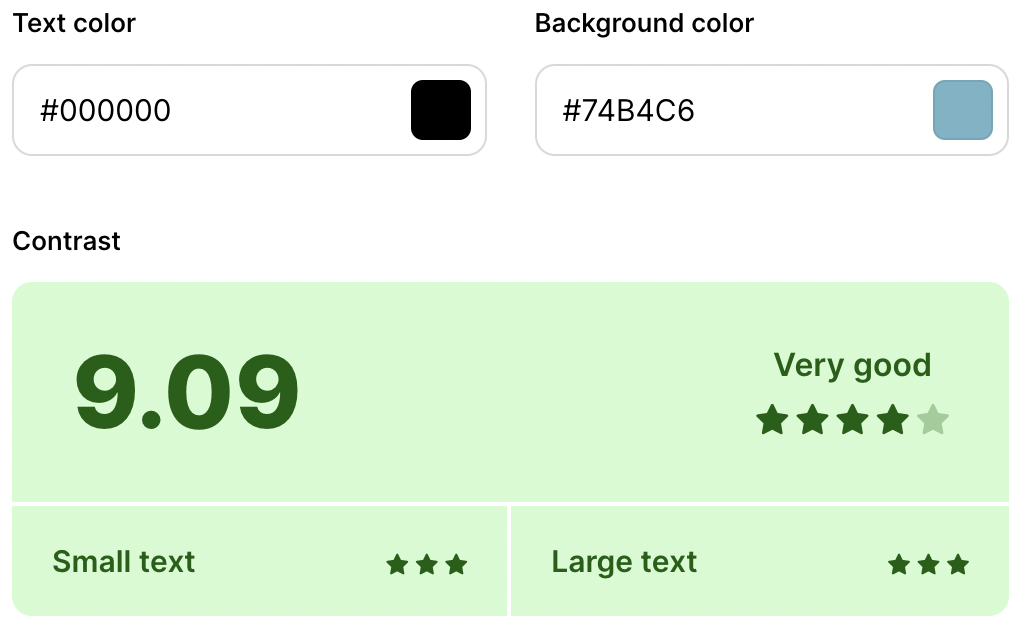 Text color
Background color
#000000
#74B4C6
Contrast
9.09
Very good
Small text
Large text